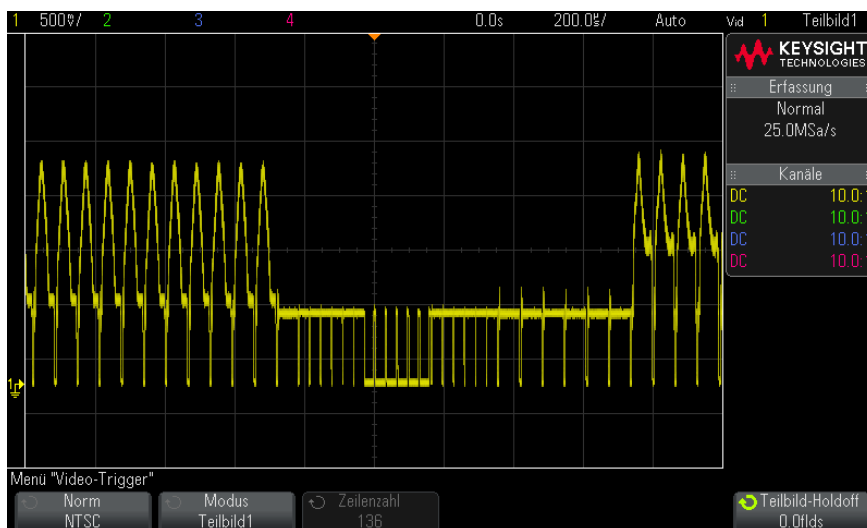 1 500♈/ 2 3 4 0.0s 200.0㎲/ Auto Vid 1 Teilbild1
KEYSIGHT
TECHNOLOGIES
Erfassung
Normal
25.0MSa/s
Kanäle
DC 10.0:
DC 10.0:
DC 10.0:
DC 10.0:
1
Menü "Video-Trigger"
Norm
NTSC
Modus
Teilbild1
Zeilenzahl
136
Teilbild-Holdoff
0.0flds